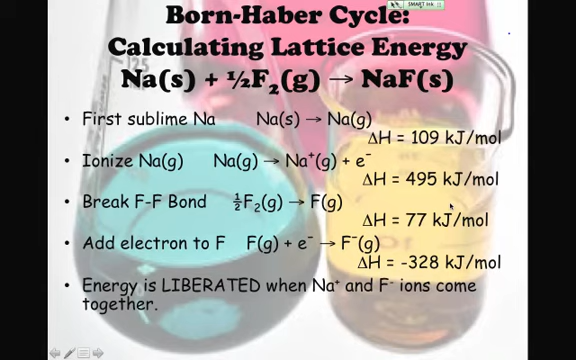 SMART Ink
Born-Haber Cycle:
Calculating Lattice Energy
Na(s) + ½F₂(g) → NaF(s)
• First sublime Na Na(s) → Na(g)
ΔH = 109 kJ/mol
• Ionize Na(g) Na(g) → Na⁺(g) + e⁻
ΔH = 495 kJ/mol
• Break F-F Bond ½F₂(g) → F(g)
ΔH = 77 kJ/mol
• Add electron to F F(g) + e⁻ → F⁻(g)
ΔH = -328 kJ/mol
• Energy is LIBERATED when Na⁺ and F⁻ ions come
together.